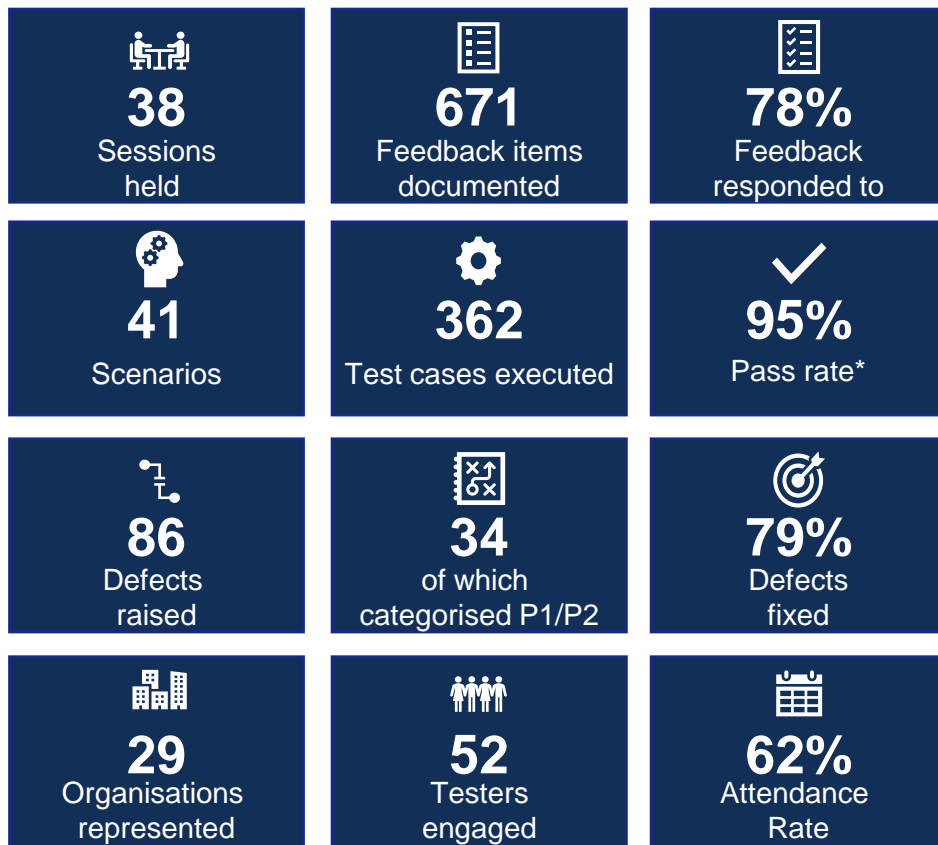 38
Sessions
held
671
Feedback items
documented
78%
Feedback
responded to
41
Scenarios
362
Test cases executed
95%
Pass rate*
86
Defects
raised
34
of which
categorised P1/P2
79%
Defects
fixed
29
Organisations
represented
52
Testers
engaged
62%
Attendance
Rate